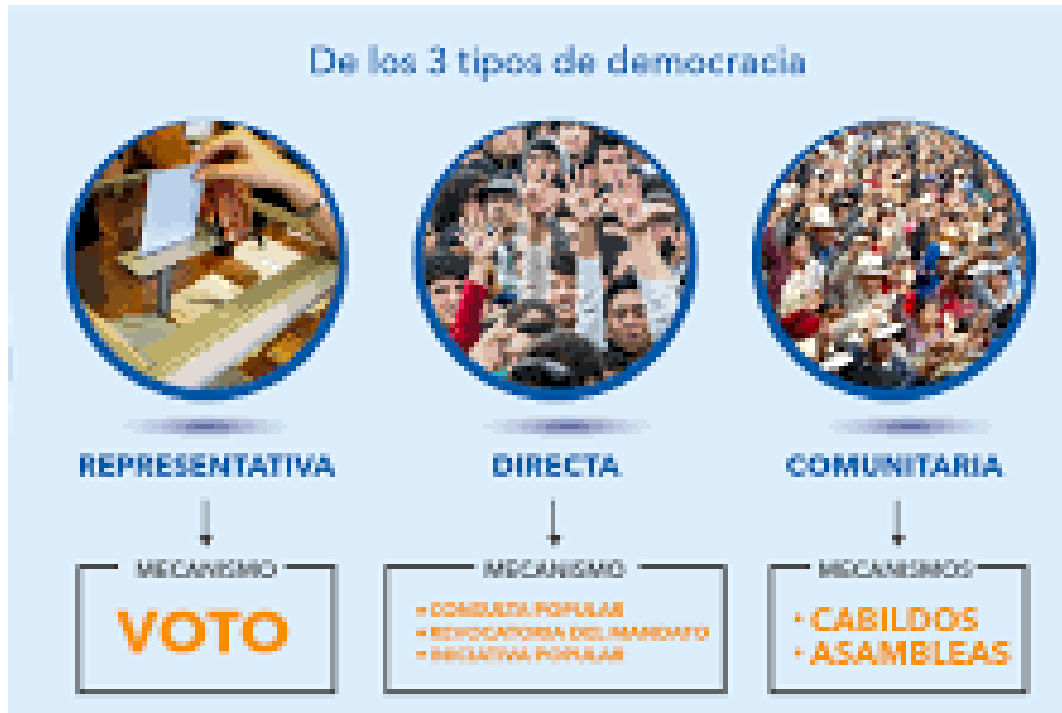 De los 3 tipos de democracia
REPRESENTATIVA
MECANISMO
VOTO
DIRECTA
MECANISMO
• CONSULTA POPULAR
• REVOCATORIA DEL MANDATO
• INICIATIVA POPULAR
COMUNITARIA
MECANISMOS
• CABILDOS
• ASAMBLEAS